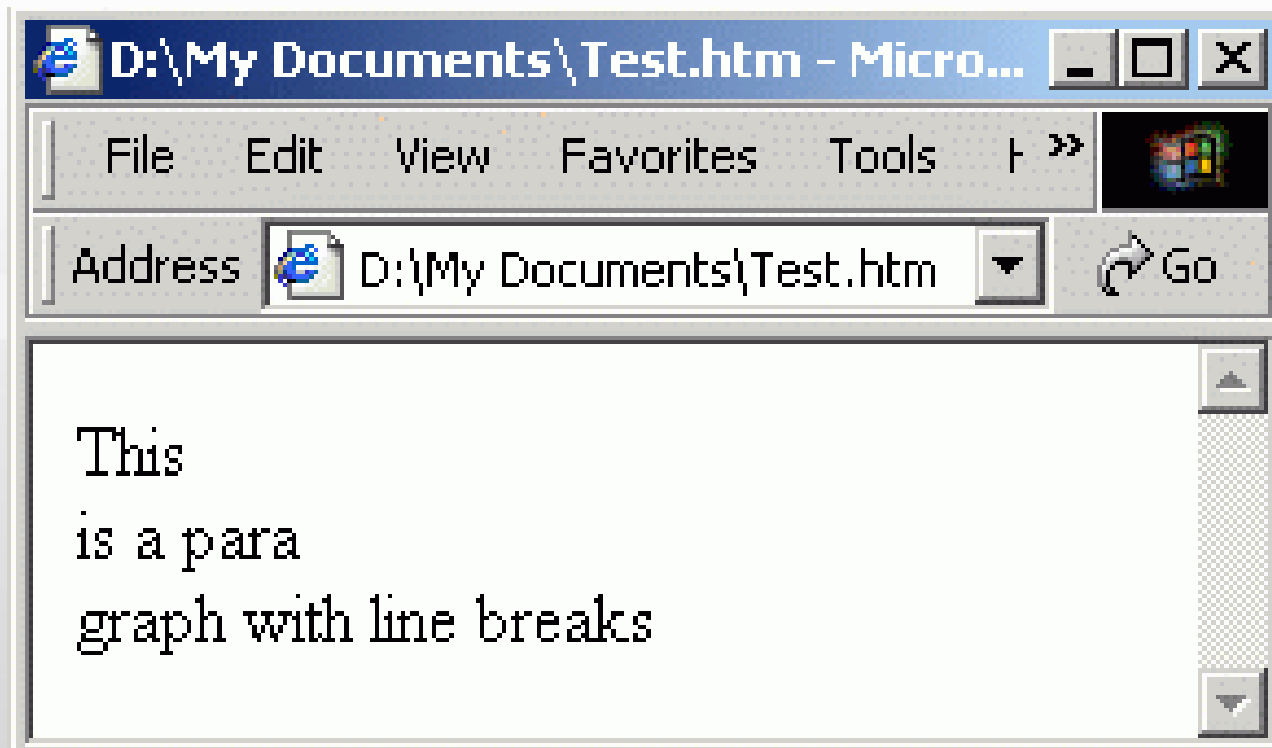 D:\My Documents\Test.htm - Micro...
File Edit View Favorites Tools »
Address D:\My Documents\Test.htm Go
This
is a para
graph with line breaks